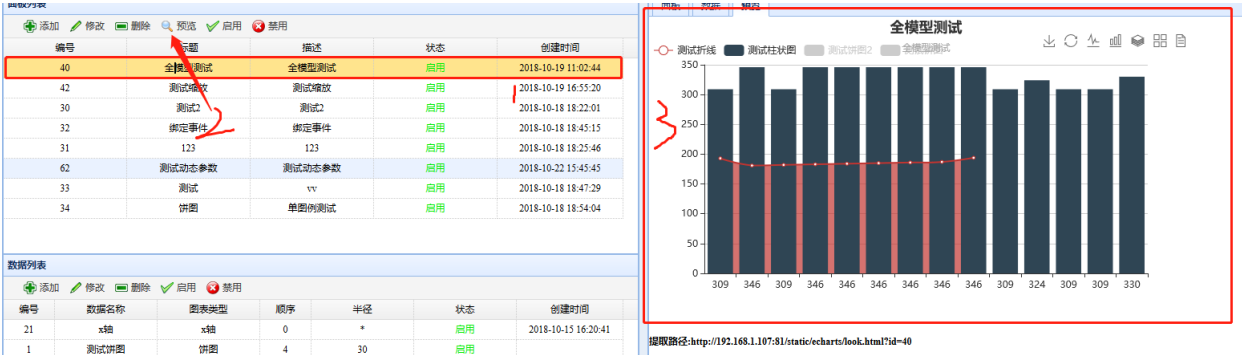 面板列表
添加 修改 删除 预览 启用 禁用
编号 标题 描述 状态 创建时间
40 全模型测试 全模型测试 启用 2018-10-19 11:02:44
42 测试缩放 测试缩放 启用 2018-10-19 16:55:20
30 测试2 测试2 启用 2018-10-18 18:22:01
32 绑定事件 绑定事件 启用 2018-10-18 18:45:15
31 123 123 启用 2018-10-18 18:25:46
62 测试动态参数 测试动态参数 启用 2018-10-22 15:45:45
33 测试 vv 启用 2018-10-18 18:47:29
34 饼图 单图例测试 启用 2018-10-18 18:54:04
数据列表
添加 修改 删除 启用 禁用
编号 数据名称 图表类型 顺序 半径 状态 创建时间
21 x轴 x轴 0 * 启用 2018-10-15 16:20:41
1 测试饼图 饼图 4 30 启用
面板 数据 预览
全模型测试
测试折线 测试柱状图 测试饼图2 全模型测试
350
300
250
200
150
100
50
0
309 346 309 346 346 346 346 346 346 309 324 309 309 330
提取路径:http://192.168.1.107:81/static/echarts/look.html?id=40
1
2
3